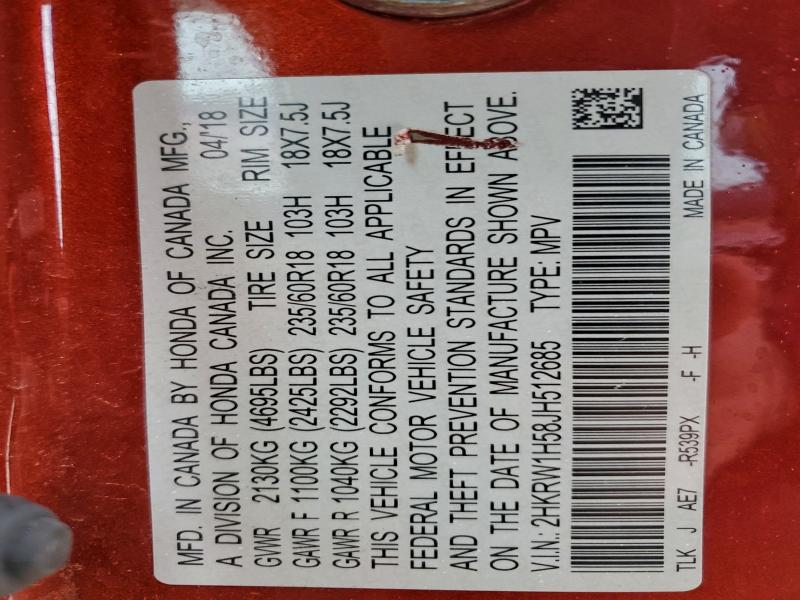 MFD. IN CANADA BY HONDA OF CANADA MFG.,
A DIVISION OF HONDA CANADA INC. 04/18
GVWR 2130KG (4695LBS) TIRE SIZE RIM SIZE
GAWR F 1100KG (2425LBS) 235/60R18 103H 18X7.5J
GAWR R 1040KG (2292LBS) 235/60R18 103H 18X7.5J
THIS VEHICLE CONFORMS TO ALL APPLICABLE
FEDERAL MOTOR VEHICLE SAFETY
AND THEFT PREVENTION STANDARDS IN EFFECT
ON THE DATE OF MANUFACTURE SHOWN ABOVE.
V.I.N.: 2HKRW1H58JH512685 TYPE: MPV
TLK J AE7 -R539PX -F -H MADE IN CANADA